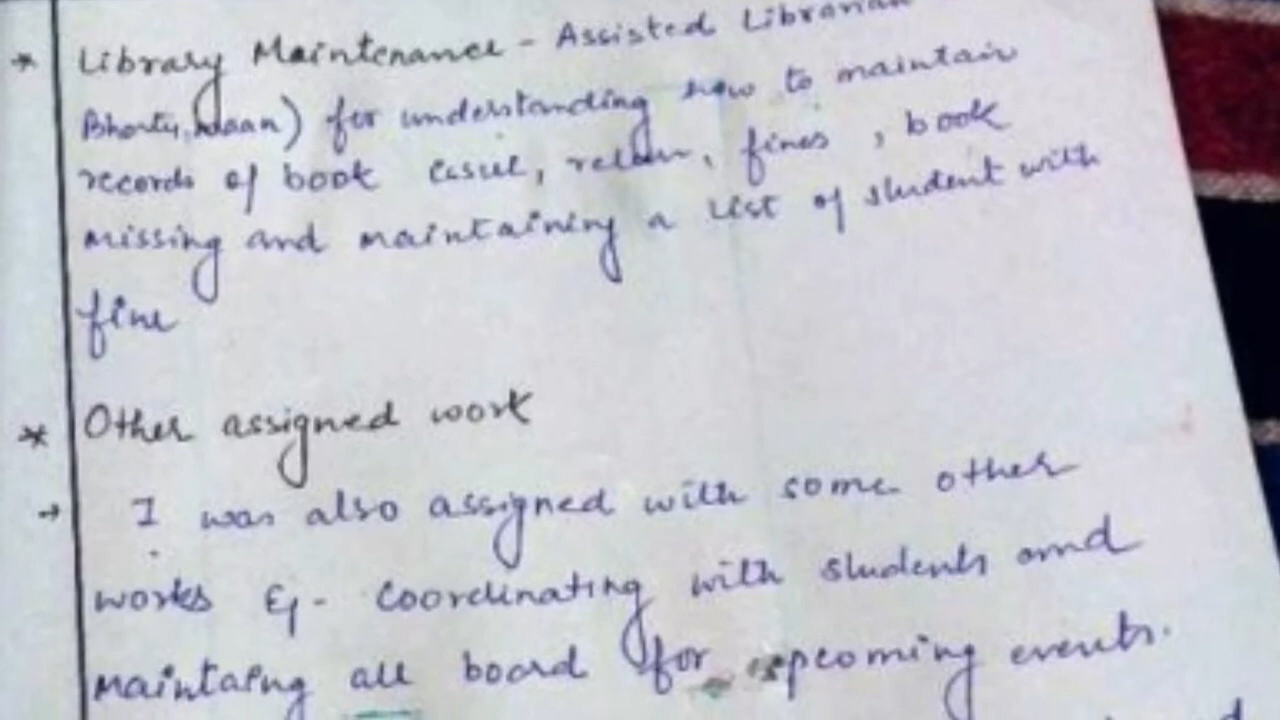 * Library Maintenance - Assisted Librarian
for understanding how to maintain
records of book issue, return, fines, book
missing and maintaining a list of student with
fine
* Other assigned work
→ I was also assigned with some other
works Eg - Coordinating with students and
maintaing all board for upcoming events.